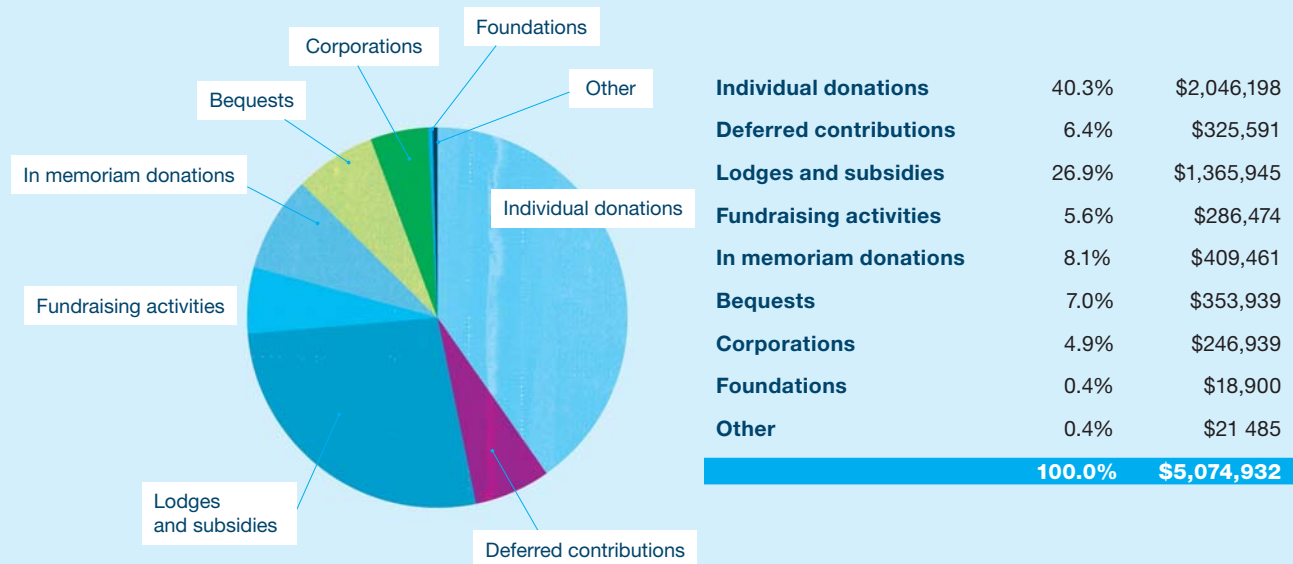 Foundations
Corporations
Other
Bequests
In memoriam donations
Individual donations
Fundraising activities
Lodges
and subsidies
Deferred contributions
Individual donations 40.3% $2,046,198
Deferred contributions 6.4% $325,591
Lodges and subsidies 26.9% $1,365,945
Fundraising activities 5.6% $286,474
In memoriam donations 8.1% $409,461
Bequests 7.0% $353,939
Corporations 4.9% $246,939
Foundations 0.4% $18,900
Other 0.4% $21 485
100.0% $5,074,932